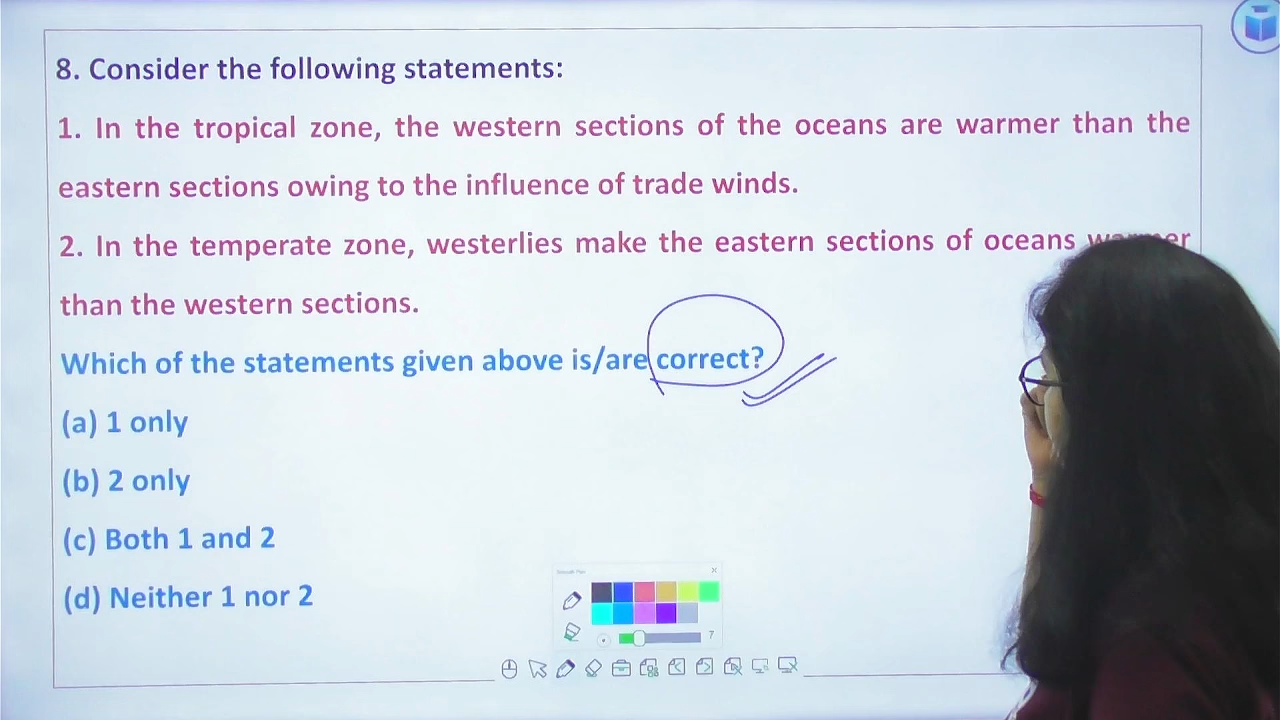 8. Consider the following statements:
1. In the tropical zone, the western sections of the oceans are warmer than the
eastern sections owing to the influence of trade winds.
2. In the temperate zone, westerlies make the eastern sections of oceans warmer
than the western sections.
Which of the statements given above is/are correct?
(a) 1 only
(b) 2 only
(c) Both 1 and 2
(d) Neither 1 nor 2
7